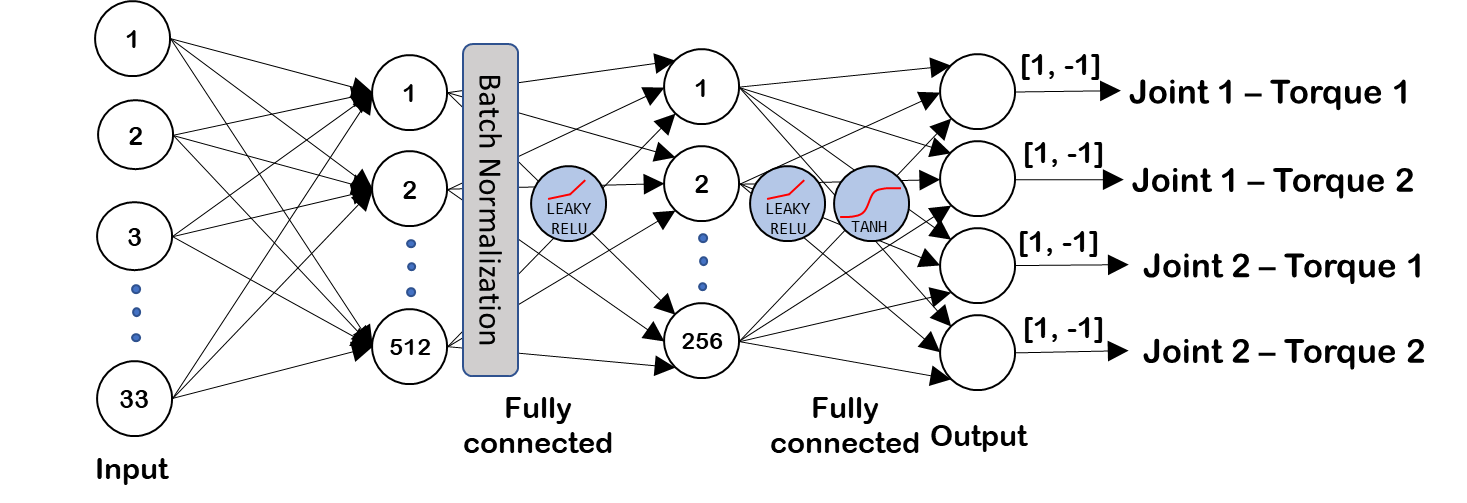 1
2
3
33
Input
1
2
512
Batch Normalization
LEAKY
RELU
Fully
connected
1
2
256
LEAKY
RELU
TANH
Fully
connected
Output
[1, -1]
Joint 1 – Torque 1
[1, -1]
Joint 1 – Torque 2
[1, -1]
Joint 2 – Torque 1
[1, -1]
Joint 2 – Torque 2